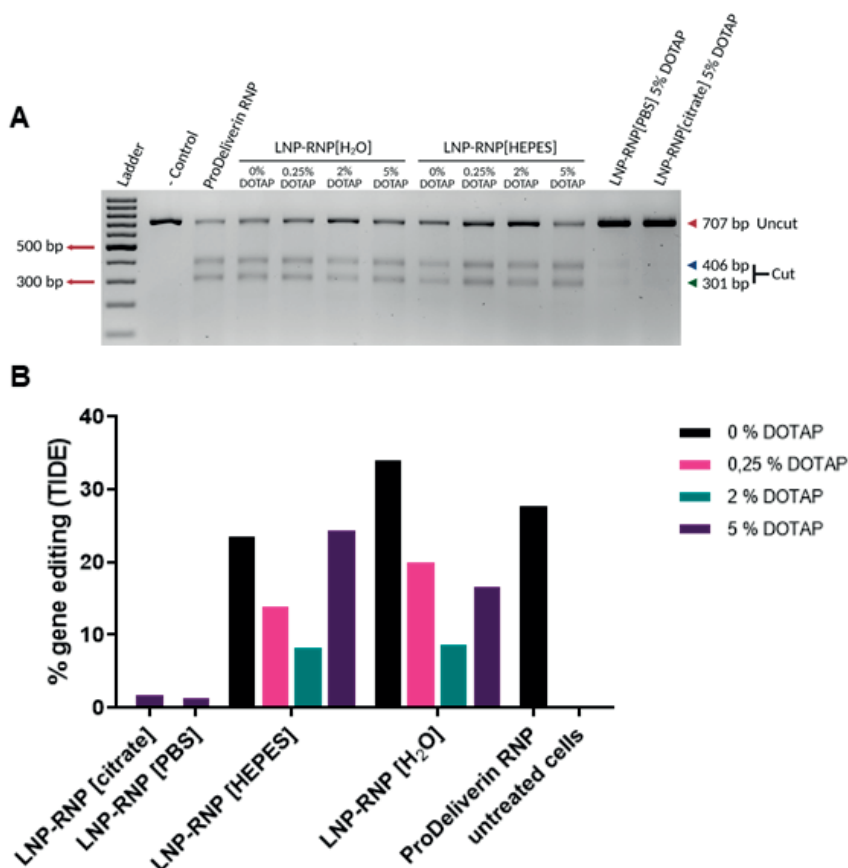 A
Ladder
- Control
ProDeliverin RNP
LNP-RNP[H₂O]
0% DOTAP
0.25% DOTAP
2% DOTAP
5% DOTAP
LNP-RNP[HEPES]
0% DOTAP
0.25% DOTAP
2% DOTAP
5% DOTAP
LNP-RNP[PBS] 5% DOTAP
LNP-RNP[citrate] 5% DOTAP
500 bp
300 bp
707 bp Uncut
406 bp
301 bp
Cut
B
% gene editing (TIDE)
40
30
20
10
0
LNP-RNP [citrate]
LNP-RNP [PBS]
LNP-RNP [HEPES]
LNP-RNP [H₂O]
ProDeliverin RNP
untreated cells
0 % DOTAP
0,25 % DOTAP
2 % DOTAP
5 % DOTAP